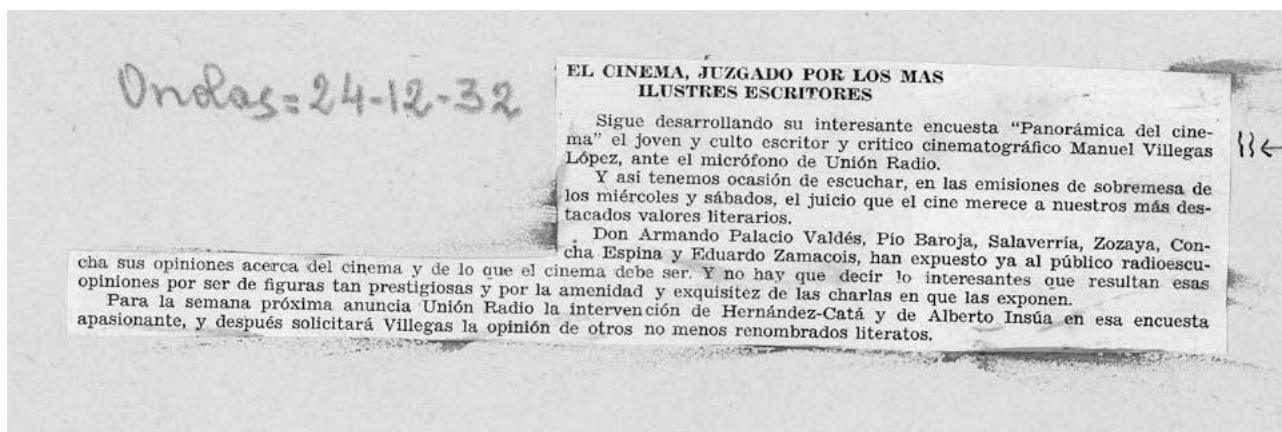 Ondas=24-12-32
EL CINEMA, JUZGADO POR LOS MAS
ILUSTRES ESCRITORES
Sigue desarrollando su interesante encuesta "Panorámica del cine-
ma" el joven y culto escritor y crítico cinematográfico Manuel Villegas
López, ante el micrófono de Unión Radio.
Y así tenemos ocasión de escuchar, en las emisiones de sobremesa de
los miércoles y sábados, el juicio que el cine merece a nuestros más des-
tacados valores literarios.
Don Armando Palacio Valdés, Pío Baroja, Salaverría, Zozaya, Con-
cha Espina y Eduardo Zamacois, han expuesto ya al público radioescu-
cha sus opiniones acerca del cinema y de lo que el cinema debe ser. Y no hay que decir lo interesantes que resultan esas
opiniones por ser de figuras tan prestigiosas y por la amenidad y exquisitez de las charlas en que las exponen.
Para la semana próxima anuncia Unión Radio la intervención de Hernández-Catá y de Alberto Insúa en esa encuesta
apasionante, y después solicitará Villegas la opinión de otros no menos renombrados literatos.